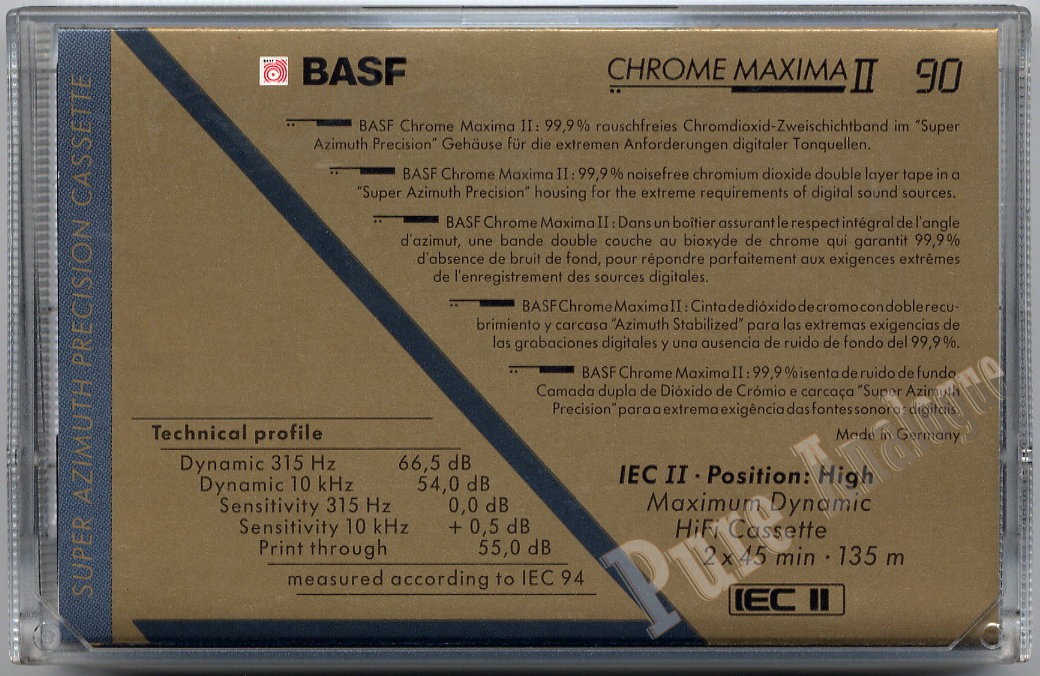 SUPER AZIMUTH PRECISION CASSETTE
BASF
CHROME MAXIMA II 90
BASF Chrome Maxima II: 99,9% rauschfreies Chromdioxid-Zweischichtband im "Super
Azimuth Precision" Gehäuse für die extremen Anforderungen digitaler Tonquellen.
BASF Chrome Maxima II: 99,9% noisefree chromium dioxide double layer tape in a
"Super Azimuth Precision" housing for the extreme requirements of digital sound sources.
BASF Chrome Maxima II: Dans un boîtier assurant le respect intégral de l'angle
d'azimut, une bande double couche au bioxyde de chrome qui garantit 99,9%
d'absence de bruit de fond, pour répondre parfaitement aux exigences extrêmes
de l'enregistrement des sources digitales.
BASF Chrome Maxima II: Cinta de dióxido de cromo con doble recu-
brimiento y carcasa "Azimuth Stabilized" para las extremas exigencias de
las grabaciones digitales y una ausencia de ruido de fondo del 99,9%.
BASF Chrome Maxima II: 99,9% isenta de ruido de fundo.
Camada dupla de Dióxido de Crómio e carcaça "Super Azimuth
Precision" para a extrema exigência das fontes sonoras digitais.
Made in Germany
Technical profile
Dynamic 315 Hz 66,5 dB
Dynamic 10 kHz 54,0 dB
Sensitivity 315 Hz 0,0 dB
Sensitivity 10 kHz + 0,5 dB
Print through 55,0 dB
measured according to IEC 94
IEC II · Position: High
Maximum Dynamic
HiFi Cassette
2 x 45 min · 135 m
IEC II
Pure Analogue